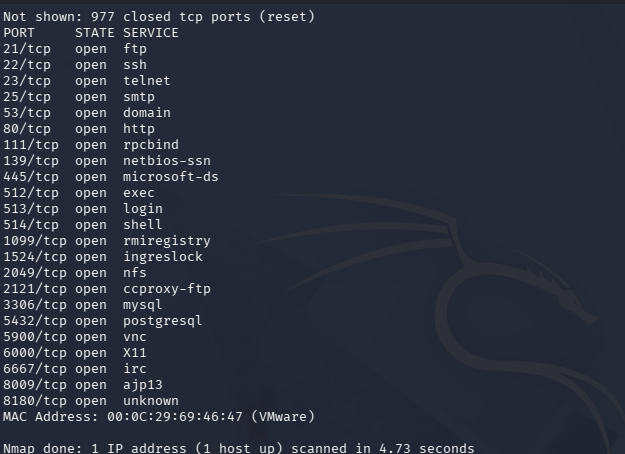 Not shown: 977 closed tcp ports (reset)
PORT     STATE SERVICE
21/tcp   open  ftp
22/tcp   open  ssh
23/tcp   open  telnet
25/tcp   open  smtp
53/tcp   open  domain
80/tcp   open  http
111/tcp  open  rpcbind
139/tcp  open  netbios-ssn
445/tcp  open  microsoft-ds
512/tcp  open  exec
513/tcp  open  login
514/tcp  open  shell
1099/tcp open  rmiregistry
1524/tcp open  ingreslock
2049/tcp open  nfs
2121/tcp open  ccproxy-ftp
3306/tcp open  mysql
5432/tcp open  postgresql
5900/tcp open  vnc
6000/tcp open  X11
6667/tcp open  irc
8009/tcp open  ajp13
8180/tcp open  unknown
MAC Address: 00:0C:29:69:46:47 (VMware)
Nmap done: 1 IP address (1 host up) scanned in 4.73 seconds